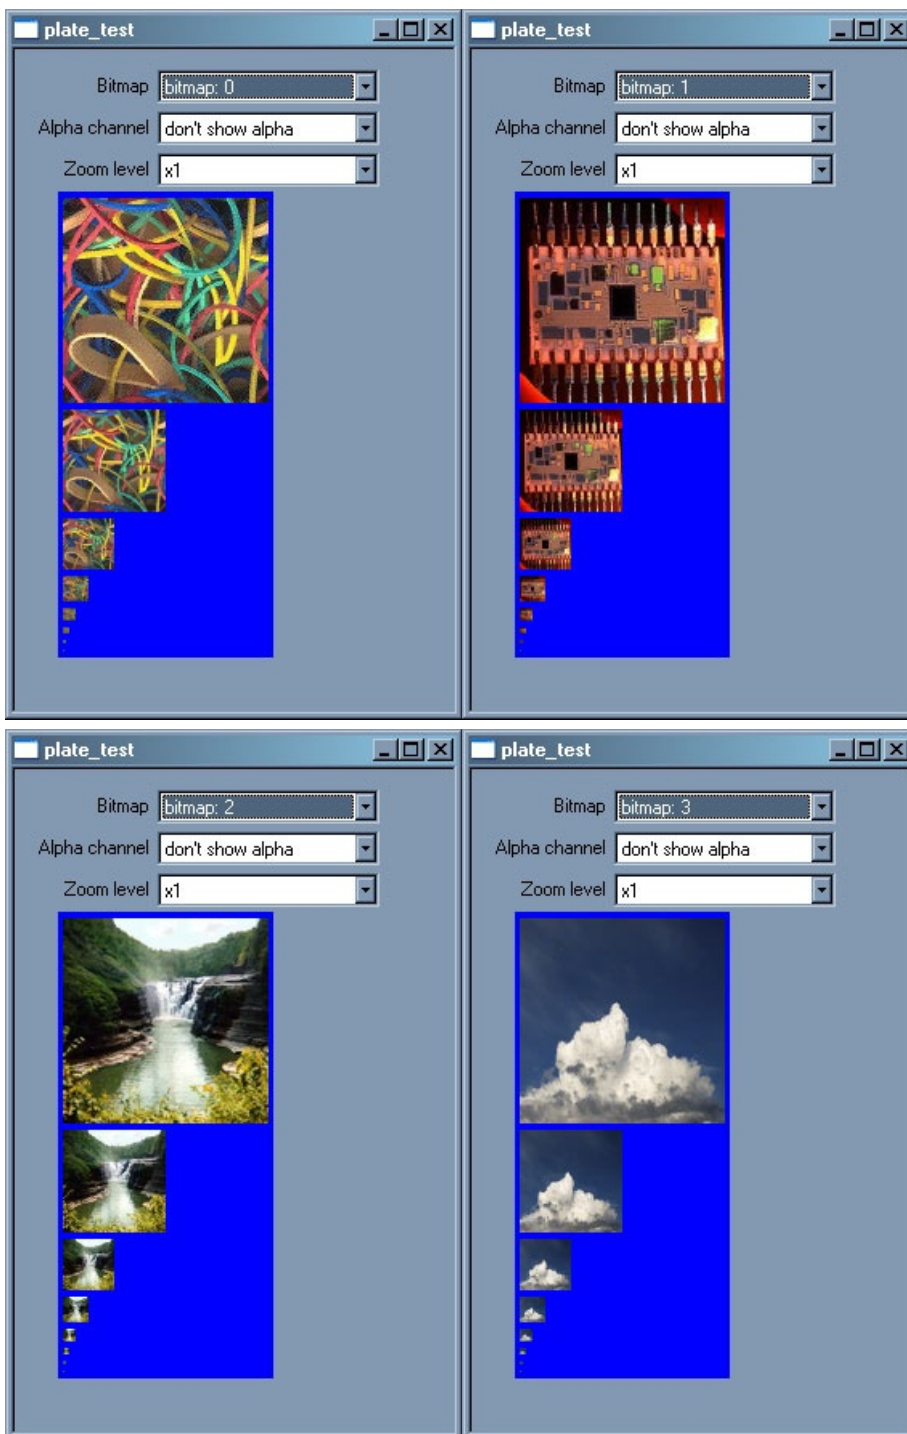 plate_test
Bitmap bitmap: 0
Alpha channel don't show alpha
Zoom level x1
plate_test
Bitmap bitmap: 1
Alpha channel don't show alpha
Zoom level x1
plate_test
Bitmap bitmap: 2
Alpha channel don't show alpha
Zoom level x1
plate_test
Bitmap bitmap: 3
Alpha channel don't show alpha
Zoom level x1